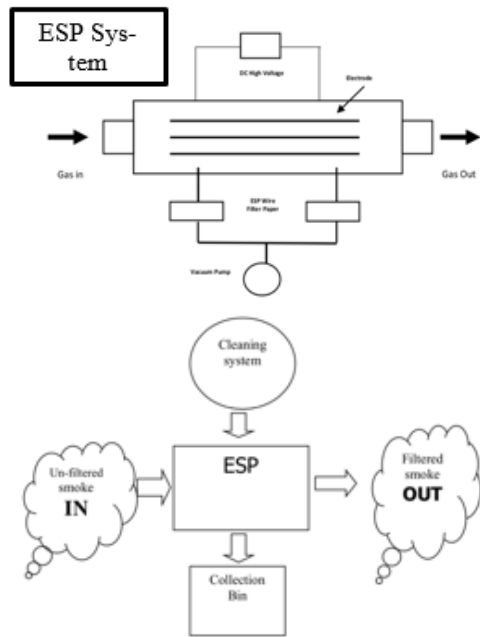 ESP Sys-
tem
DC High Voltage
Electrode
Gas in
Gas Out
ESP Wire
Filter Paper
Vacuum Pump
Cleaning
system
Un-filtered
smoke
IN
ESP
Filtered
smoke
OUT
Collection
Bin